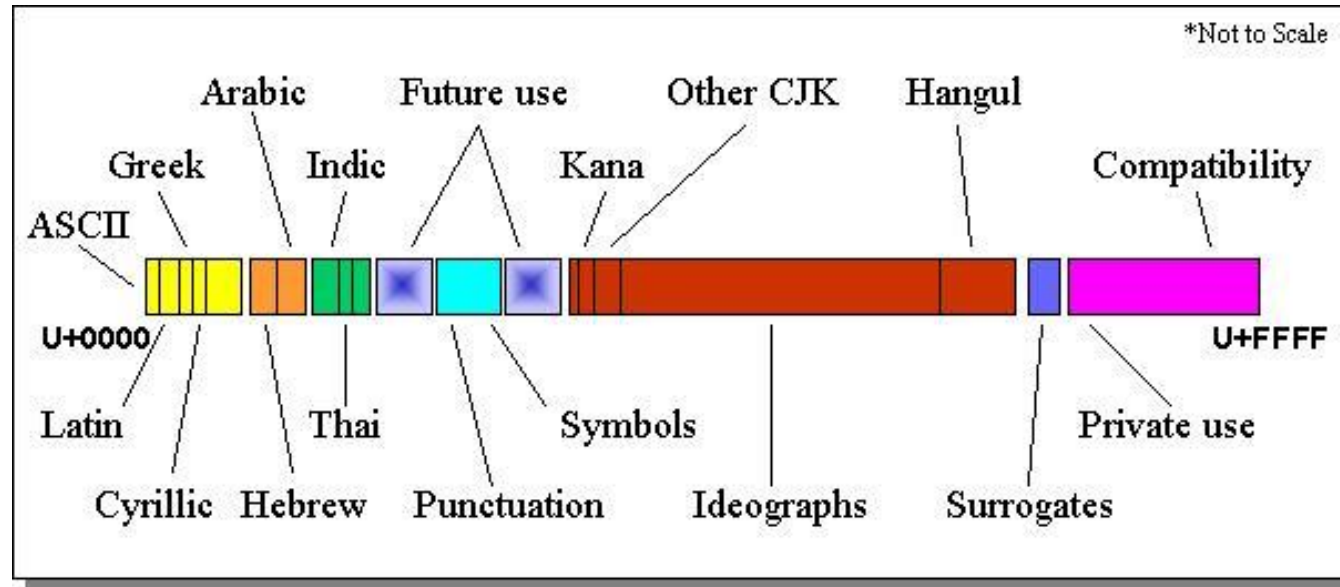 *Not to Scale
Arabic Future use Other CJK Hangul
Greek Indic Kana Compatibility
ASCII
U+0000 U+FFFF
Latin Thai Symbols Private use
Cyrillic Hebrew Punctuation Ideographs Surrogates